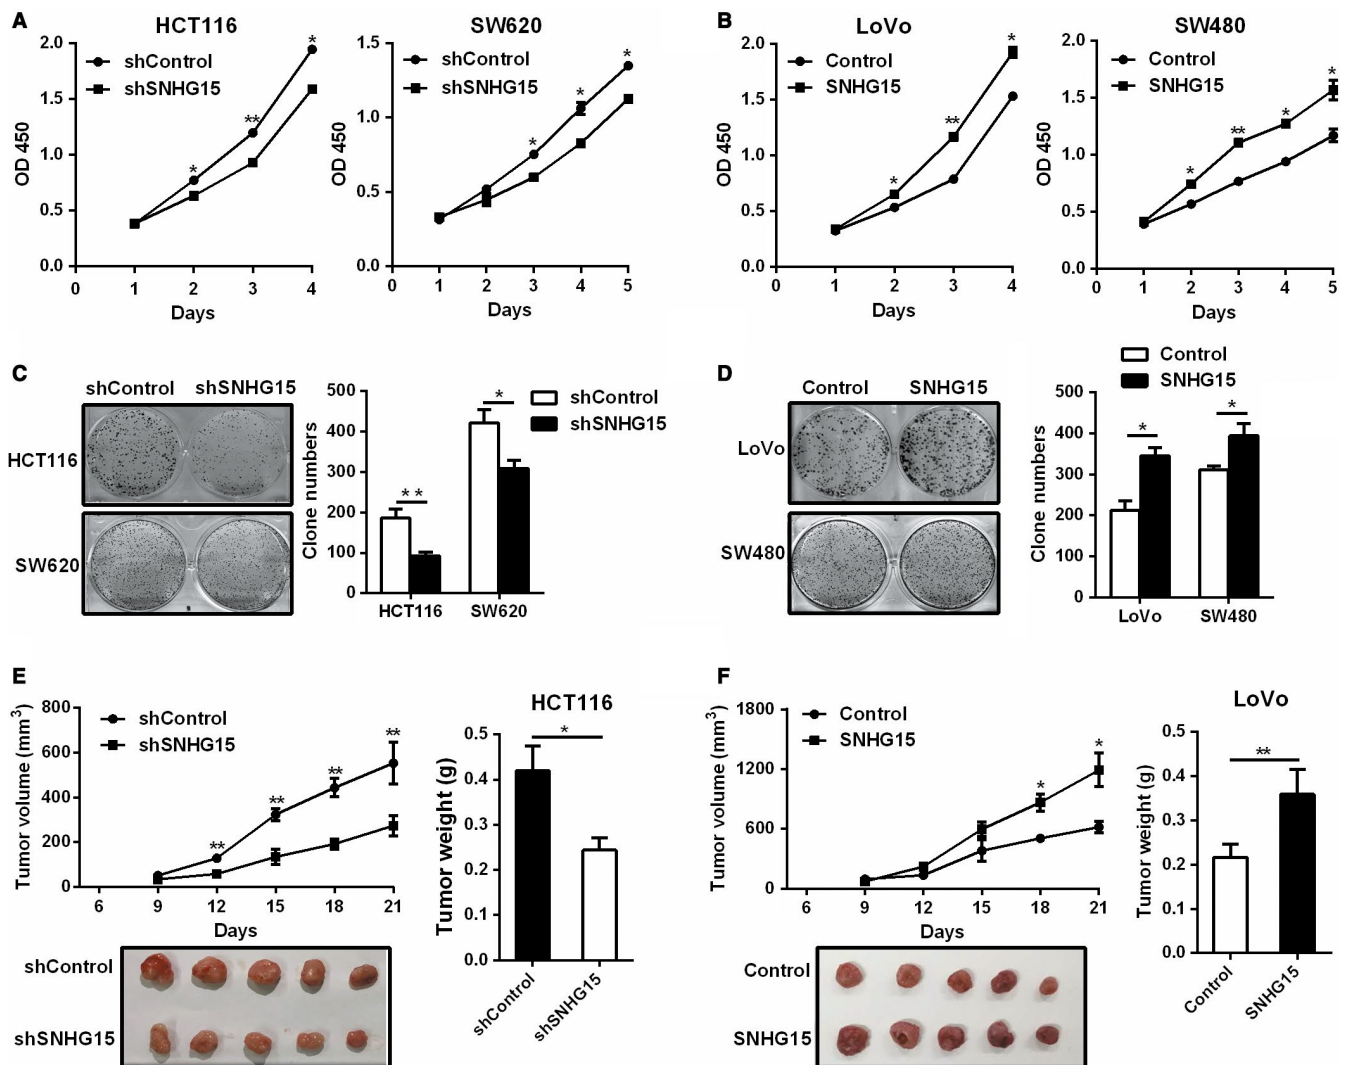 A
HCT116
shControl
shSNHG15
OD 450
2.0
1.5
1.0
0.5
0.0
0 1 2 3 4
Days
* ** *
SW620
shControl
shSNHG15
OD 450
1.5
1.0
0.5
0.0
0 1 2 3 4 5
Days
* * *
B
LoVo
Control
SNHG15
OD 450
2.0
1.5
1.0
0.5
0.0
0 1 2 3 4
Days
* ** *
SW480
Control
SNHG15
OD 450
2.0
1.5
1.0
0.5
0.0
0 1 2 3 4 5
Days
* ** * *
C
shControl shSNHG15
HCT116
SW620
Clone numbers
500
400
300
200
100
0
shControl
shSNHG15
* *
*
HCT116 SW620
D
Control SNHG15
LoVo
SW480
Control
SNHG15
Clone numbers
500
400
300
200
100
0
* *
LoVo SW480
E
shControl
shSNHG15
Tumor volume (mm3)
800
600
400
200
0
6 9 12 15 18 21
Days
** ** ** **
HCT116
Tumor weight (g)
0.5
0.4
0.3
0.2
0.1
0.0
*
shControl
shSNHG15
shControl
shSNHG15
F
Control
SNHG15
Tumor volume (mm3)
1800
1200
600
0
6 9 12 15 18 21
Days
* *
LoVo
Tumor weight (g)
0.5
0.4
0.3
0.2
0.1
0.0
**
Control
SNHG15
Control
SNHG15